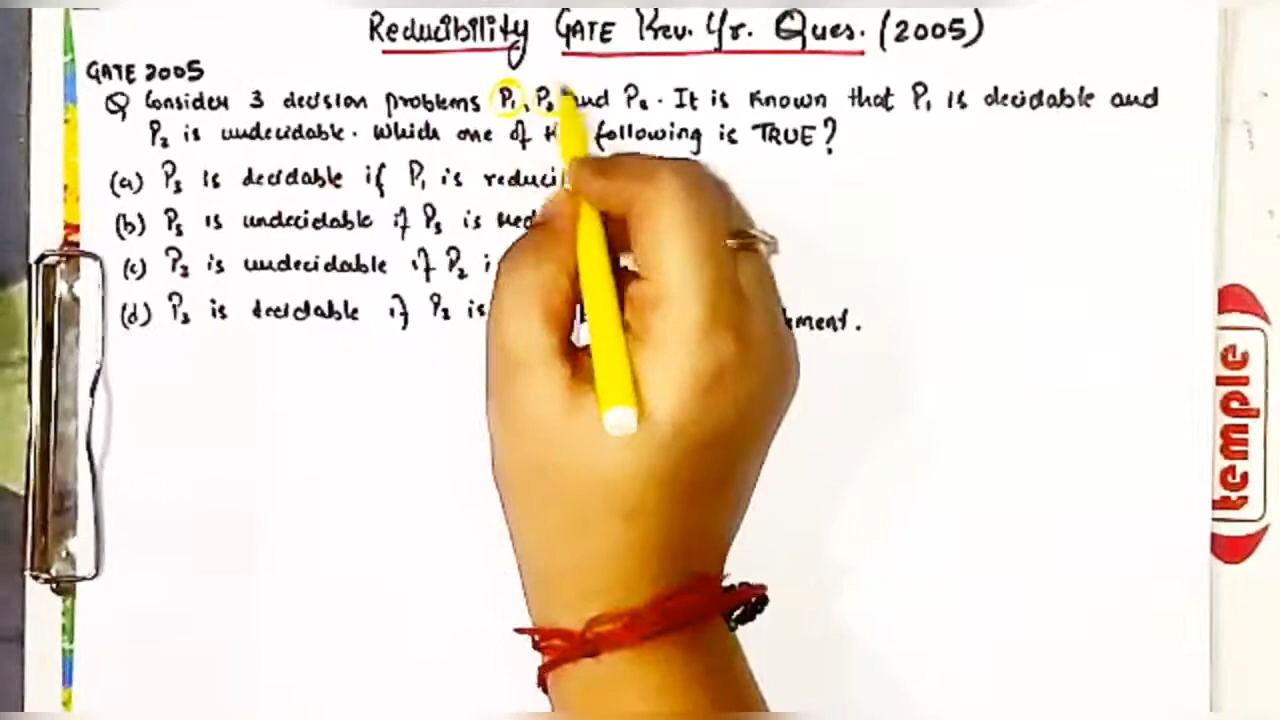 Reducibility GATE Prev. Yr. Ques. (2005)
GATE 2005
Q Consider 3 decision problems P₁, P₂ and P₃. It is known that P₁ is decidable and
P₂ is undecidable. Which one of following is TRUE?
(a) P₃ is decidable if P₁ is
(b) P₃ is undecidable if P₃ is
(c) P₃ is undecidable if P₂
(d) P₃ is decidable if P₃ is
temple